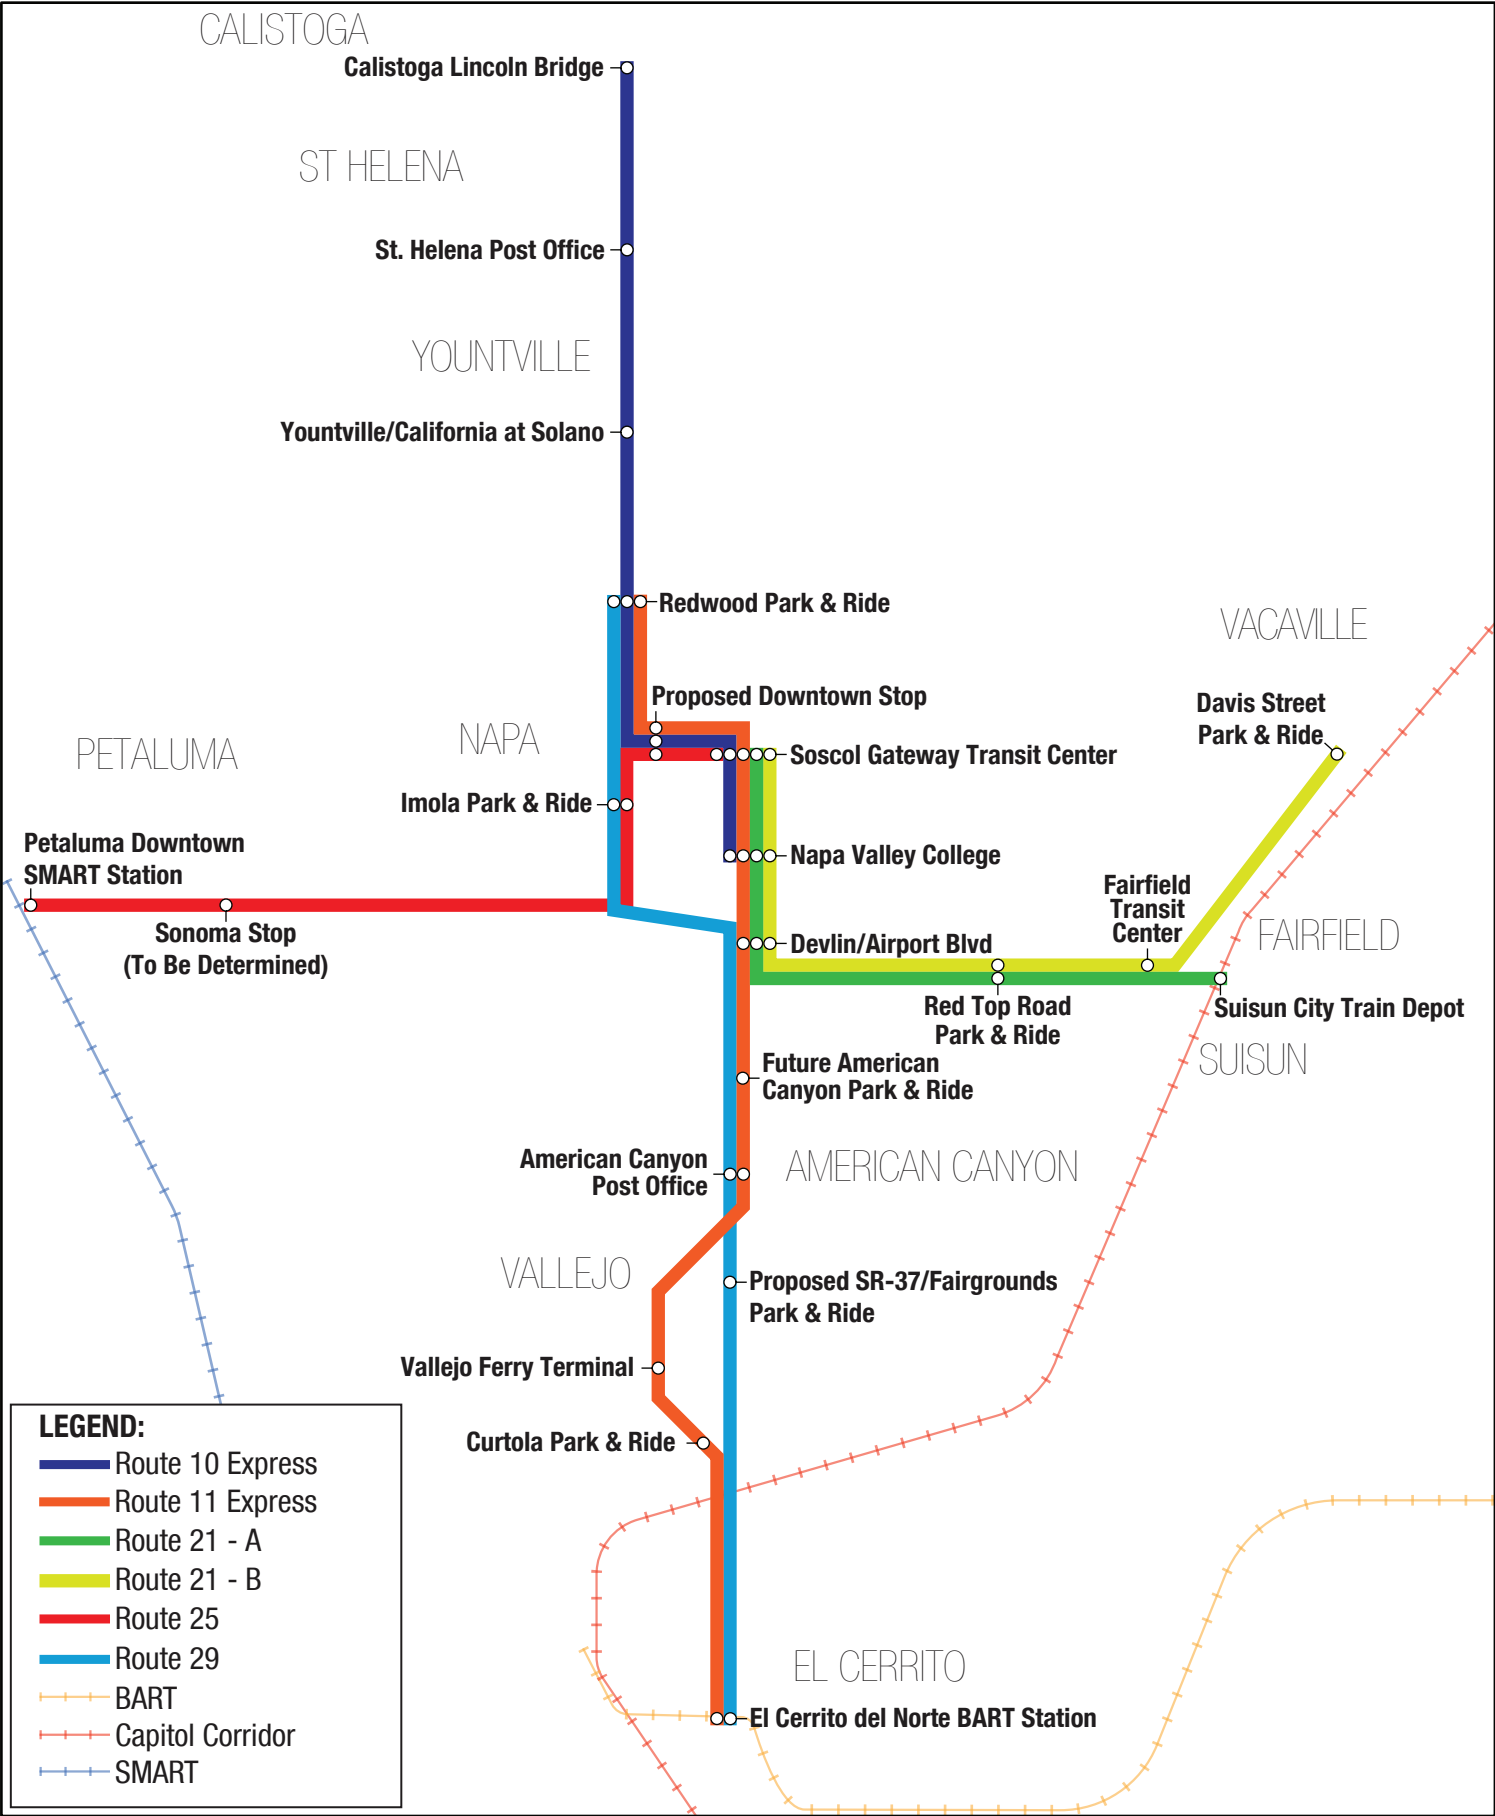 CALISTOGA
Calistoga Lincoln Bridge
ST HELENA
St. Helena Post Office
YOUNTVILLE
Yountville/California at Solano
Redwood Park & Ride
VACAVILLE
Proposed Downtown Stop
Davis Street
Park & Ride
NAPA
PETALUMA
Soscol Gateway Transit Center
Imola Park & Ride
Petaluma Downtown
SMART Station
Napa Valley College
Fairfield
Transit
Center
Sonoma Stop
(To Be Determined)
Devlin/Airport Blvd
FAIRFIELD
Red Top Road
Park & Ride
Suisun City Train Depot
SUISUN
Future American
Canyon Park & Ride
American Canyon
Post Office
AMERICAN CANYON
VALLEJO
Proposed SR-37/Fairgrounds
Park & Ride
Vallejo Ferry Terminal
Curtola Park & Ride
LEGEND:
Route 10 Express
Route 11 Express
Route 21 - A
Route 21 - B
Route 25
Route 29
BART
Capitol Corridor
SMART
EL CERRITO
El Cerrito del Norte BART Station